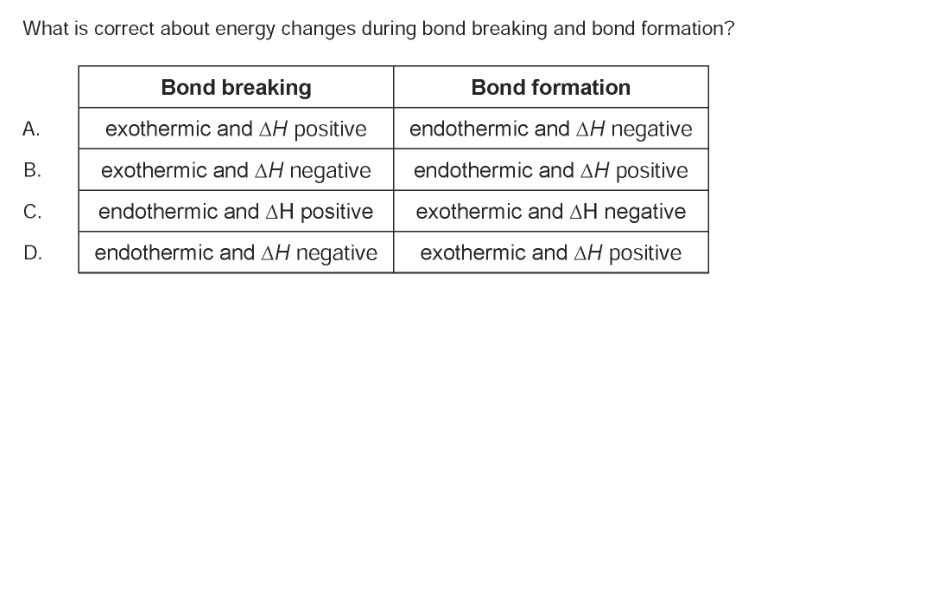 What is correct about energy changes during bond breaking and bond formation?
Bond breaking Bond formation
A. exothermic and ΔH positive endothermic and ΔH negative
B. exothermic and ΔH negative endothermic and ΔH positive
C. endothermic and ΔH positive exothermic and ΔH negative
D. endothermic and ΔH negative exothermic and ΔH positive